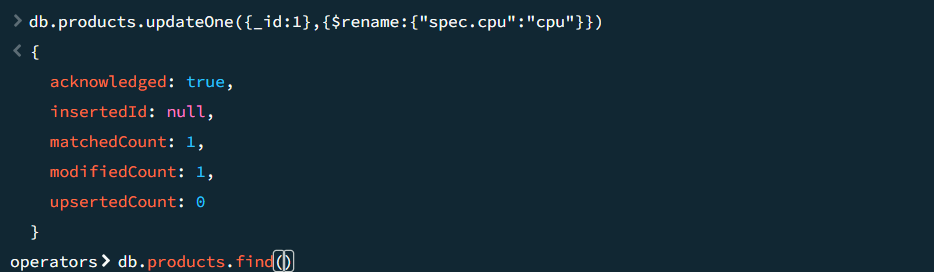 > db.products.updateOne({_id:1},{$rename:{"spec.cpu":"cpu"}})
< {
acknowledged: true,
insertedId: null,
matchedCount: 1,
modifiedCount: 1,
upsertedCount: 0
}
operators> db.products.find()